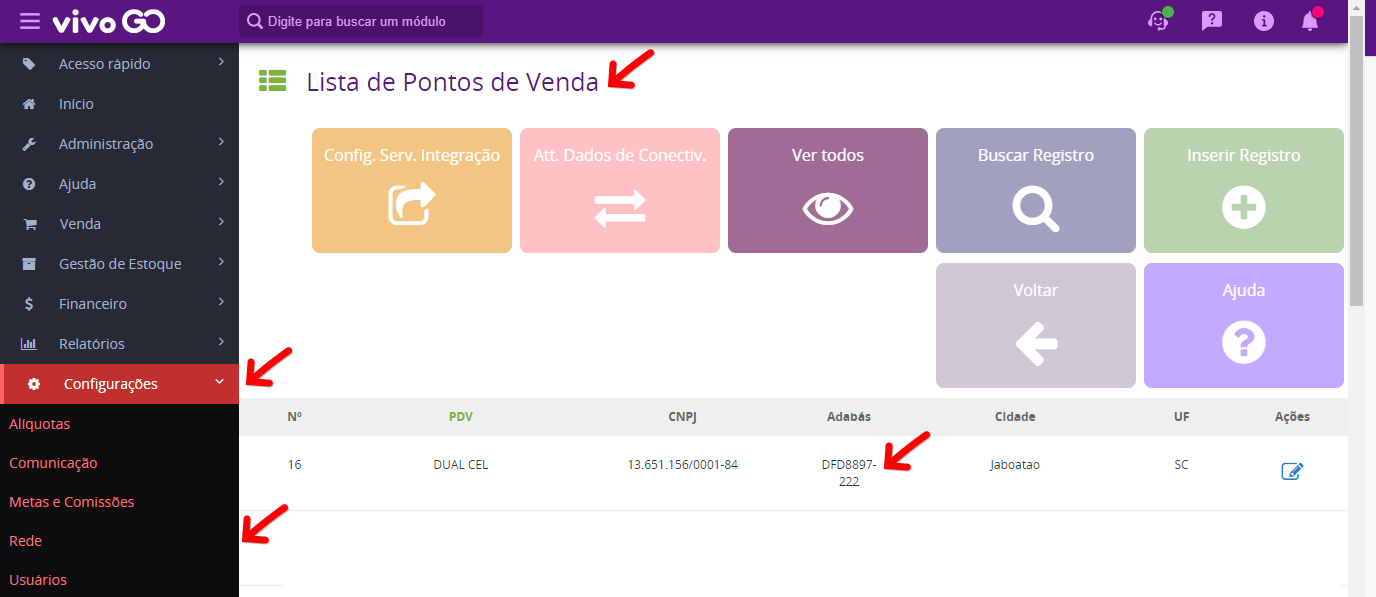 vivo GO
Digite para buscar um módulo
Acesso rápido
Início
Administração
Ajuda
Venda
Gestão de Estoque
Financeiro
Relatórios
Configurações
Alíquotas
Comunicação
Metas e Comissões
Rede
Usuários
Lista de Pontos de Venda
Config. Serv. Integração
Att. Dados de Conectiv.
Ver todos
Buscar Registro
Inserir Registro
Voltar
Ajuda
Nº PDV CNPJ Adabás Cidade UF Ações
16 DUAL CEL 13.651.156/0001-84 DFD8897- Jaboatao SC
222